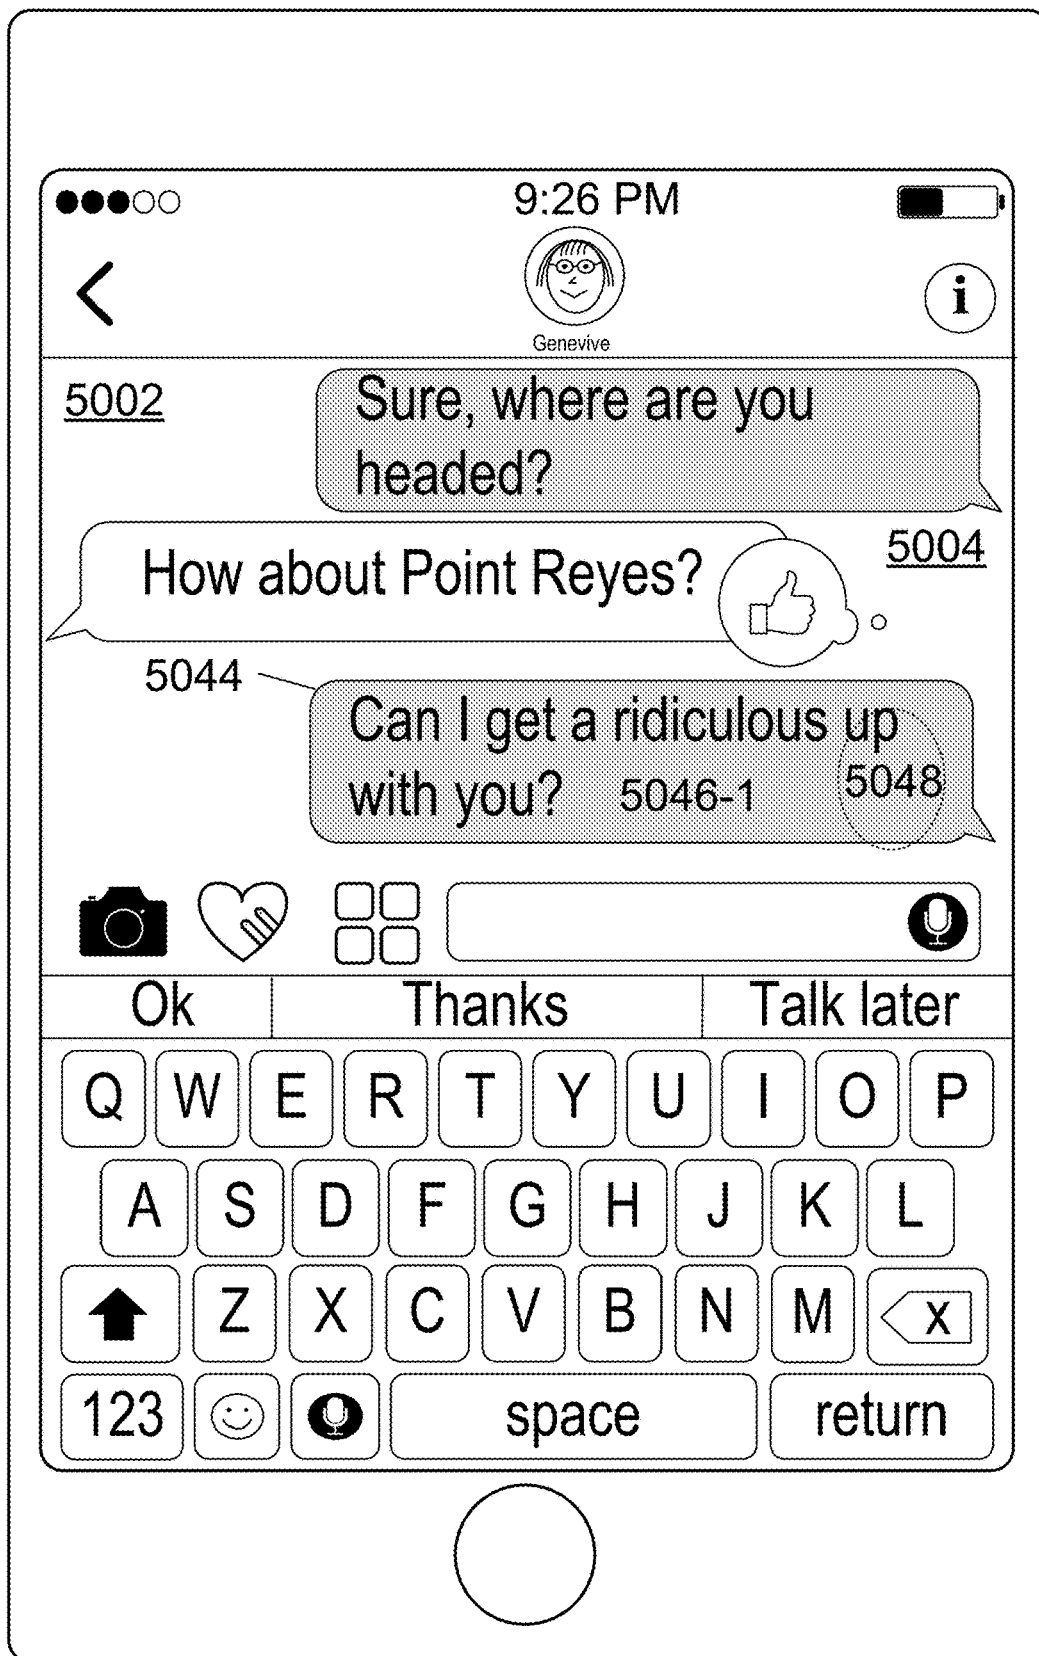 9:26 PM
i
Genevive
5002
Sure, where are you
headed?
How about Point Reyes?
5004
5044
Can I get a ridiculous up
with you? 5046-1 5048
Ok Thanks Talk later
Q W E R T Y U I O P
A S D F G H J K L
Z X C V B N M X
123 space return